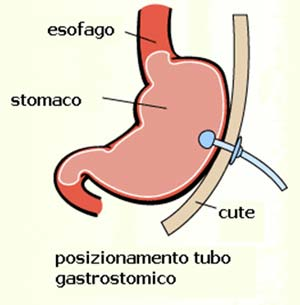 esofago
stomaco
cute
posizionamento tubo
gastrostomico